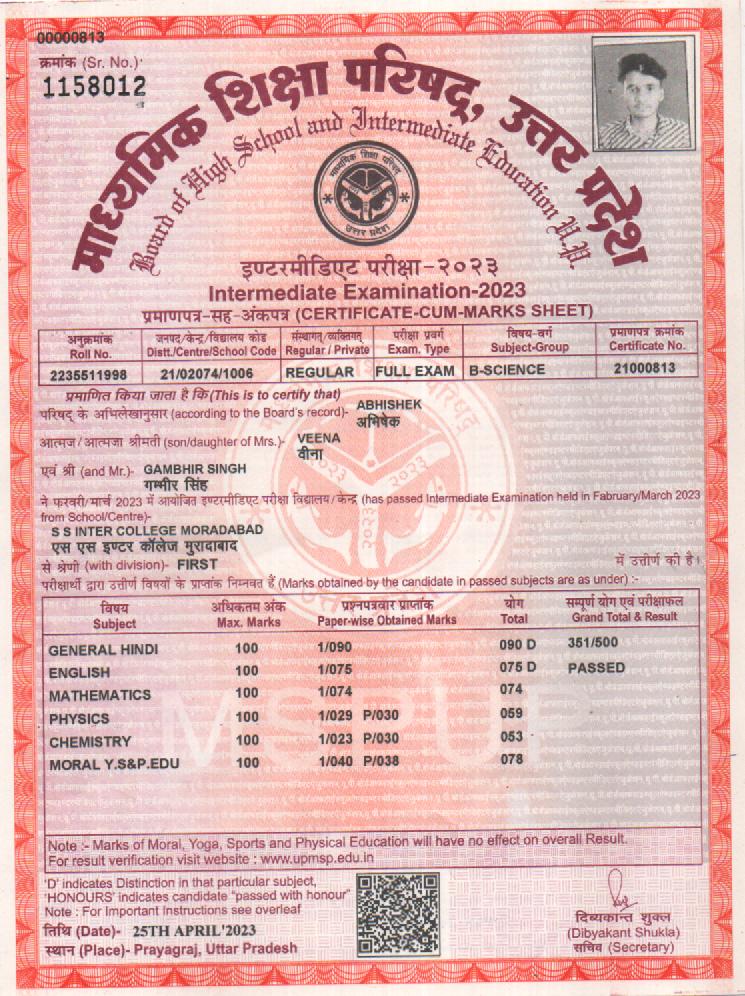 00000813
क्रमांक (Sr. No.)
1158012
माध्यमिक शिक्षा परिषद्, उत्तर प्रदेश
Board of High School and Intermediate Education U.P.
माध्यमिक शिक्षा परिषद
उत्तर प्रदेश
इण्टरमीडिएट परीक्षा-२०२३
Intermediate Examination-2023
प्रमाणपत्र-सह-अंकपत्र (CERTIFICATE-CUM-MARKS SHEET)
अनुक्रमांक जनपद/केन्द्र/विद्यालय कोड संस्थागत/व्यक्तिगत परीक्षा प्रवर्ग विषय-वर्ग प्रमाणपत्र क्रमांक
Roll No. Distt./Centre/School Code Regular / Private Exam. Type Subject-Group Certificate No.
2235511998 21/02074/1006 REGULAR FULL EXAM B-SCIENCE 21000813
प्रमाणित किया जाता है कि (This is to certify that)
परिषद् के अभिलेखानुसार (according to the Board's record)- ABHISHEK
अभिषेक
आत्मज/आत्मजा श्रीमती (son/daughter of Mrs.)- VEENA
वीना
एवं श्री (and Mr.)- GAMBHIR SINGH
गम्भीर सिंह
ने फरवरी/मार्च 2023 में आयोजित इण्टरमीडिएट परीक्षा विद्यालय/केन्द्र (has passed Intermediate Examination held in Fabruary/March 2023
from School/Centre)-
S S INTER COLLEGE MORADABAD
एस एस इण्टर कॉलेज मुरादाबाद
से श्रेणी (with division)- FIRST में उत्तीर्ण की है।
परीक्षार्थी द्वारा उत्तीर्ण विषयों के प्राप्तांक निम्नवत हैं (Marks obtained by the candidate in passed subjects are as under) :-
विषय अधिकतम अंक प्रश्नपत्रवार प्राप्तांक योग सम्पूर्ण योग एवं परीक्षाफल
Subject Max. Marks Paper-wise Obtained Marks Total Grand Total & Result
GENERAL HINDI 100 1/090 090 D 351/500
ENGLISH 100 1/075 075 D PASSED
MATHEMATICS 100 1/074 074
PHYSICS 100 1/029 P/030 059
CHEMISTRY 100 1/023 P/030 053
MORAL Y.S&P.EDU 100 1/040 P/038 078
MSPUP
Note :- Marks of Moral, Yoga, Sports and Physical Education will have no effect on overall Result.
For result verification visit website : www.upmsp.edu.in
'D' indicates Distinction in that particular subject,
'HONOURS' indicates candidate "passed with honour"
Note : For Important Instructions see overleaf
तिथि (Date)- 25TH APRIL'2023
स्थान (Place)- Prayagraj, Uttar Pradesh
दिव्यकान्त शुक्ल
(Dibyakant Shukla)
सचिव (Secretary)